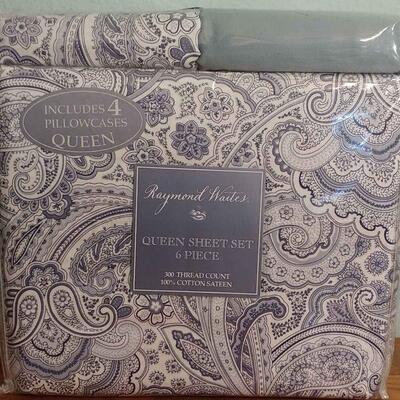 INCLUDES 4
PILLOWCASES
QUEEN
Raymond Waites
QUEEN SHEET SET
6 PIECE
300 THREAD COUNT
100% COTTON SATEEN